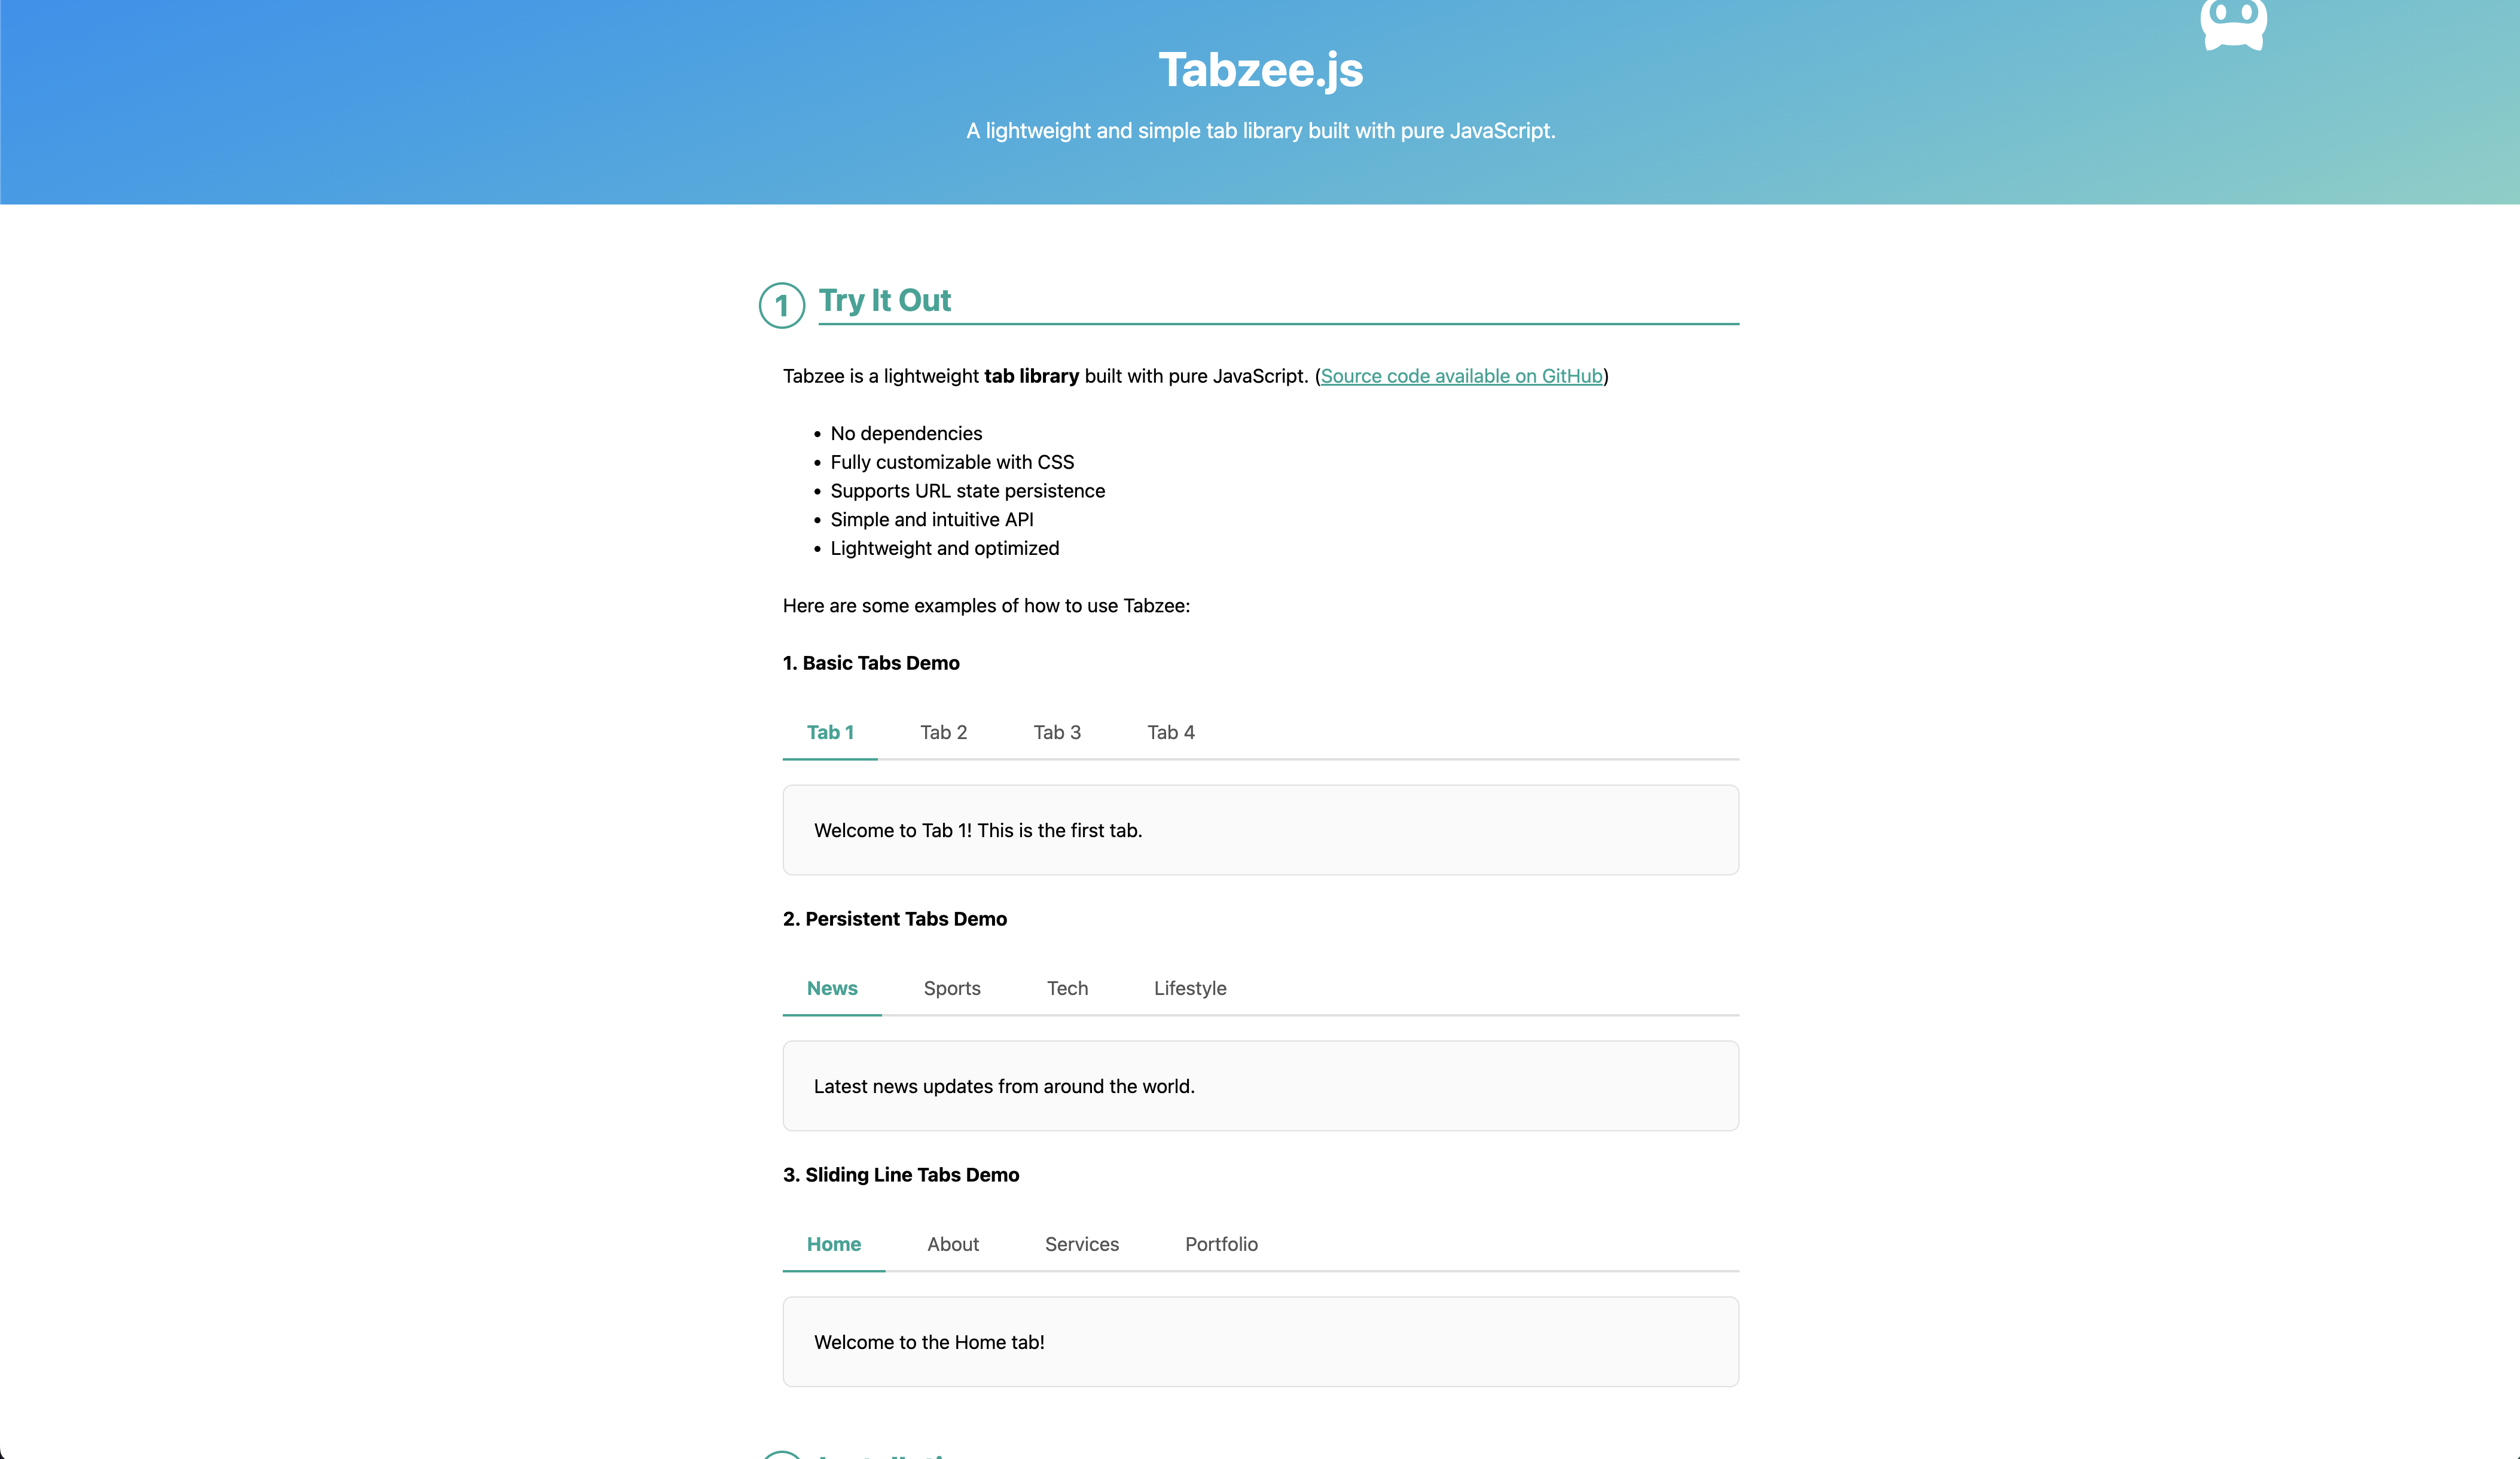 Tabzee.js
A lightweight and simple tab library built with pure JavaScript.
1 Try It Out
Tabzee is a lightweight tab library built with pure JavaScript. (Source code available on GitHub)
• No dependencies
• Fully customizable with CSS
• Supports URL state persistence
• Simple and intuitive API
• Lightweight and optimized
Here are some examples of how to use Tabzee:
1. Basic Tabs Demo
Tab 1 Tab 2 Tab 3 Tab 4
Welcome to Tab 1! This is the first tab.
2. Persistent Tabs Demo
News Sports Tech Lifestyle
Latest news updates from around the world.
3. Sliding Line Tabs Demo
Home About Services Portfolio
Welcome to the Home tab!